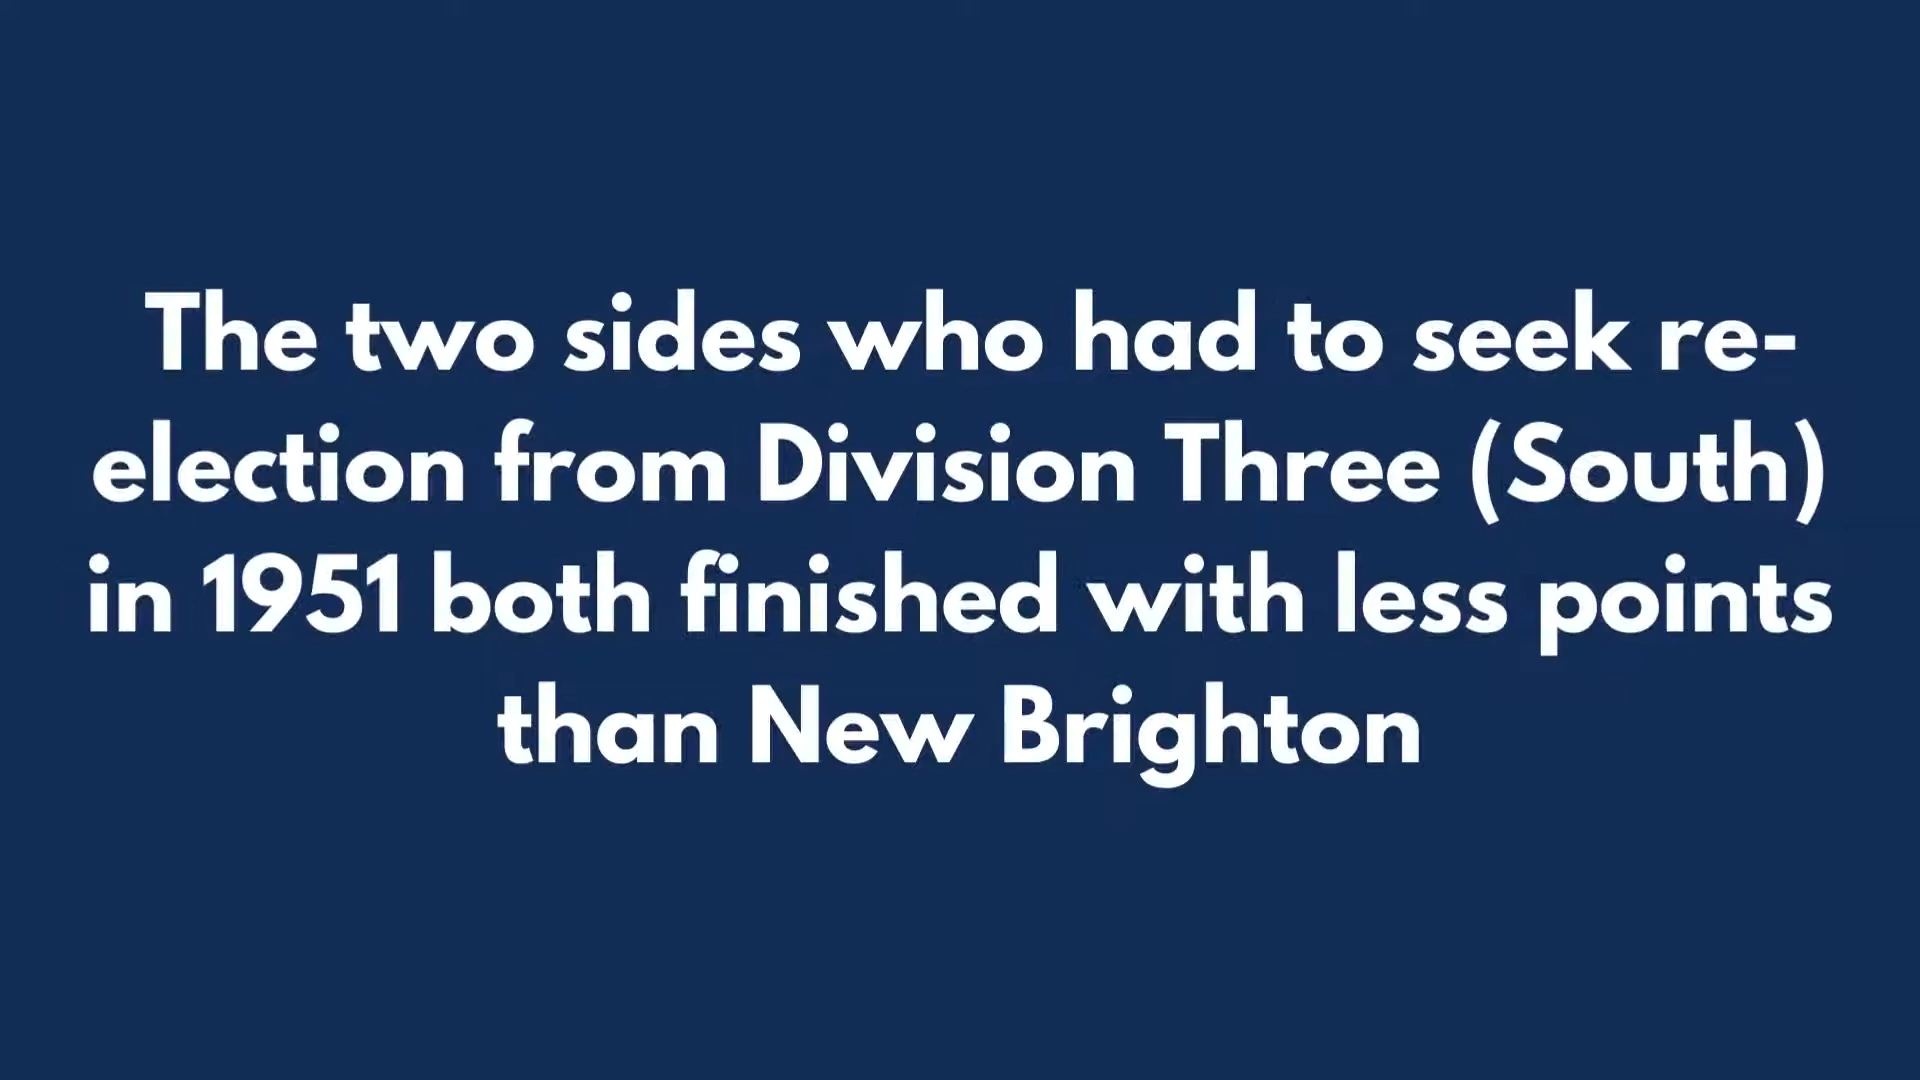 The two sides who had to seek re-
election from Division Three (South)
in 1951 both finished with less points
than New Brighton